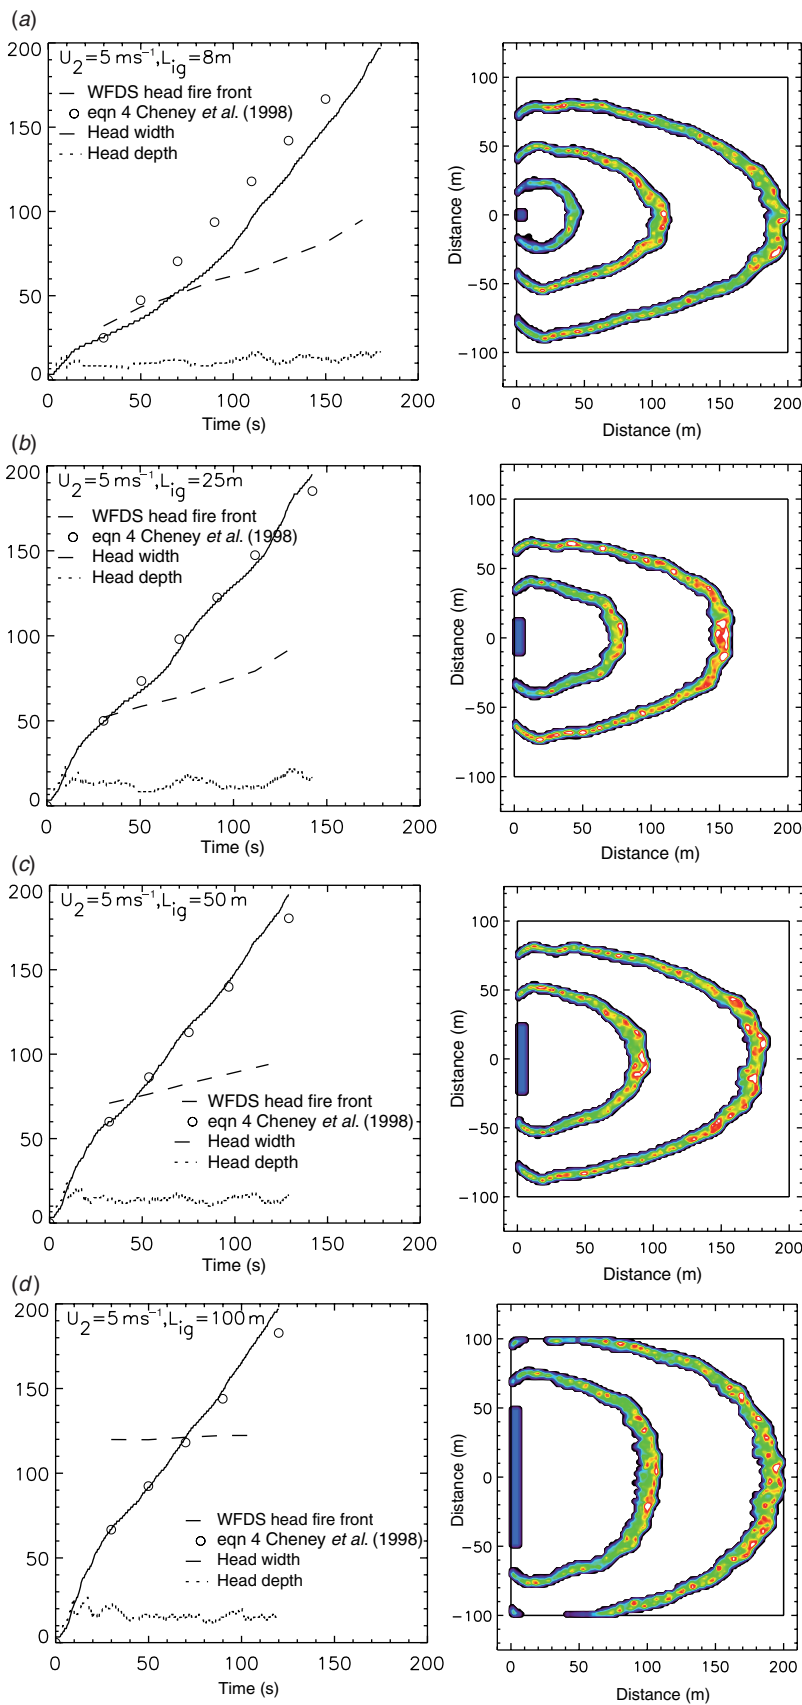 (a)
U2=5 ms−1,Lig=8m
WFDS head fire front
eqn 4 Cheney et al. (1998)
Head width
Head depth
200
150
100
50
0
0 50 100 150 200
Time (s)
100
50
0
−50
−100
Distance (m)
0 50 100 150 200
Distance (m)
(b)
U2=5 ms−1,Lig=25m
WFDS head fire front
eqn 4 Cheney et al. (1998)
Head width
Head depth
200
150
100
50
0
0 50 100 150 200
Time (s)
100
50
0
−50
−100
Distance (m)
0 50 100 150 200
Distance (m)
(c)
U2=5 ms−1,Lig=50 m
WFDS head fire front
eqn 4 Cheney et al. (1998)
Head width
Head depth
200
150
100
50
0
0 50 100 150 200
Time (s)
100
50
0
−50
−100
Distance (m)
0 50 100 150 200
Distance (m)
(d)
U2=5 ms−1,Lig=100 m
WFDS head fire front
eqn 4 Cheney et al. (1998)
Head width
Head depth
200
150
100
50
0
0 50 100 150 200
Time (s)
100
50
0
−50
−100
Distance (m)
0 50 100 150 200
Distance (m)